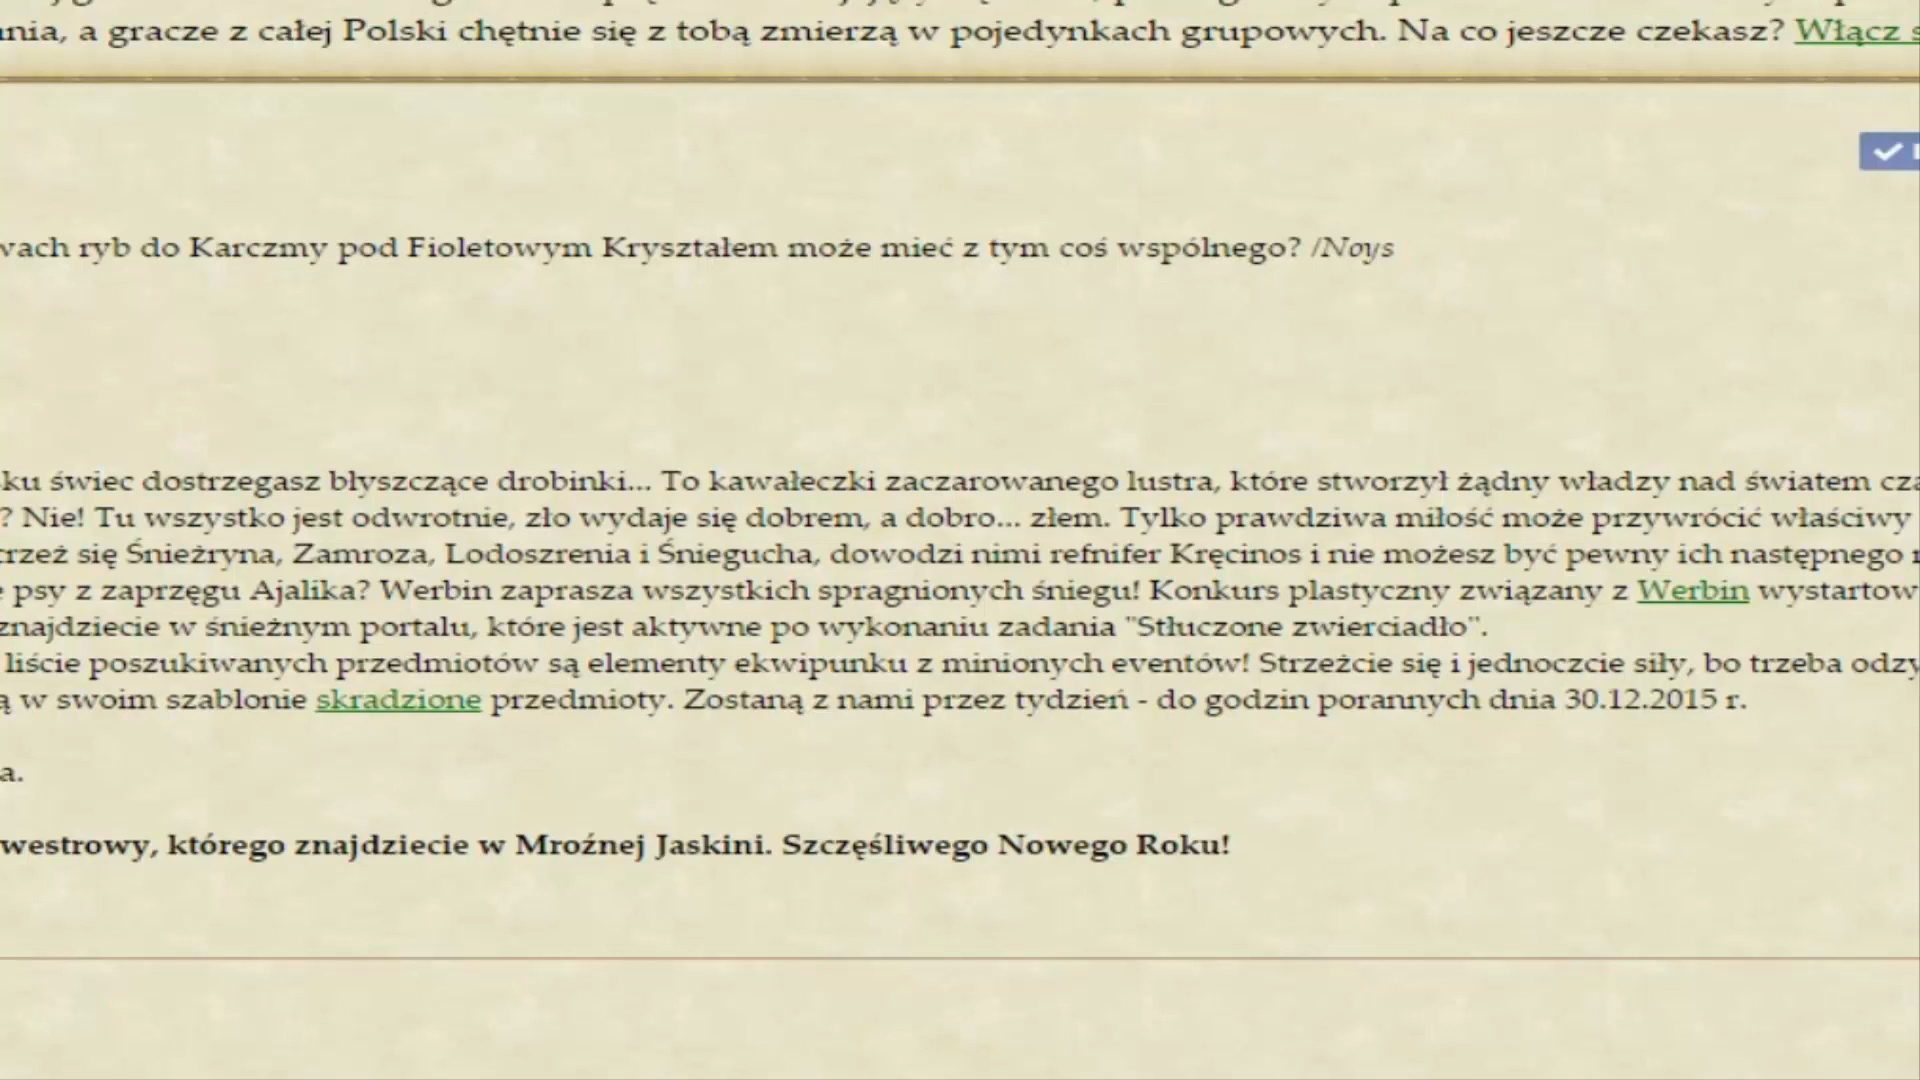 nia, a gracze z całej Polski chętnie się z tobą zmierzą w pojedynkach grupowych. Na co jeszcze czekasz? Włącz s
wach ryb do Karczmy pod Fioletowym Kryształem może mieć z tym coś wspólnego? /Noys
ku świec dostrzegasz błyszczące drobinki... To kawałeczki zaczarowanego lustra, które stworzył żądny władzy nad światem cza
? Nie! Tu wszystko jest odwrotnie, zło wydaje się dobrem, a dobro... złem. Tylko prawdziwa miłość może przywrócić właściwy
rzeż się Śnieżryna, Zamroza, Lodoszrenia i Śniegucha, dowodzi nimi refnifer Kręcinos i nie możesz być pewny ich następnego
e psy z zaprzęgu Ajalika? Werbin zaprasza wszystkich spragnionych śniegu! Konkurs plastyczny związany z Werbin wystartow
znajdziecie w śnieżnym portalu, które jest aktywne po wykonaniu zadania "Stłuczone zwierciadło".
liście poszukiwanych przedmiotów są elementy ekwipunku z minionych eventów! Strzeżcie się i jednoczcie siły, bo trzeba odzy
ą w swoim szablonie skradzione przedmioty. Zostaną z nami przez tydzień - do godzin porannych dnia 30.12.2015 r.
a.
westrowy, którego znajdziecie w Mroźnej Jaskini. Szczęśliwego Nowego Roku!